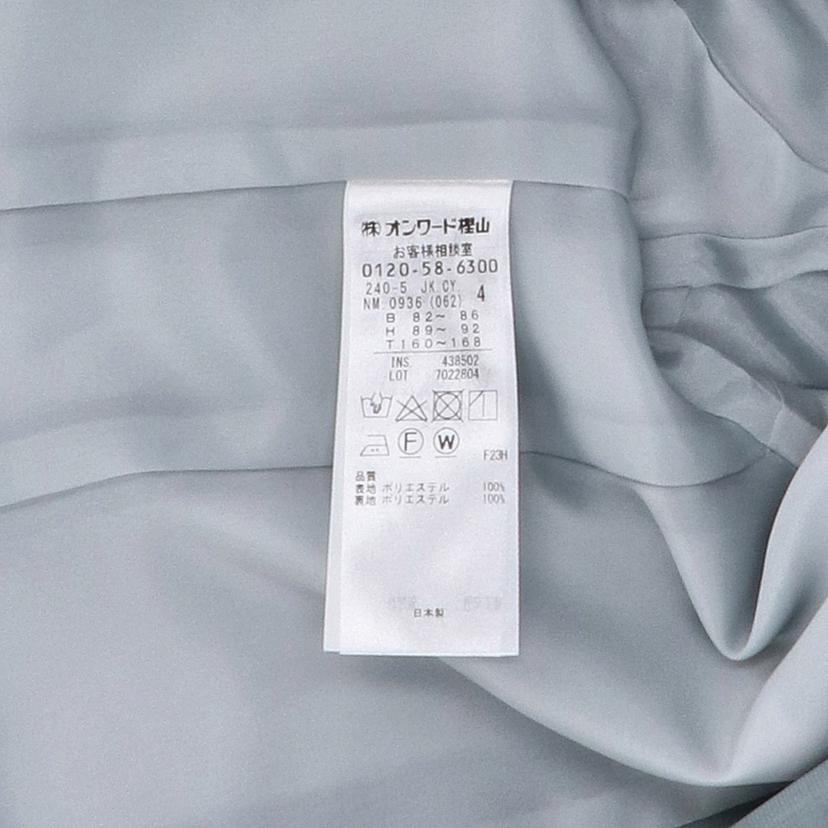 ㈱オンワード樫山
お客様相談室
0120-58-6300
240-5 JK.CY. 4
NM.0936 (062)
B 82～ 86
H 89～ 92
T160～168
INS. 438502
LOT 7022804
F W
F23H
品質
表地 ポリエステル 100%
裏地 ポリエステル 100%
日本製